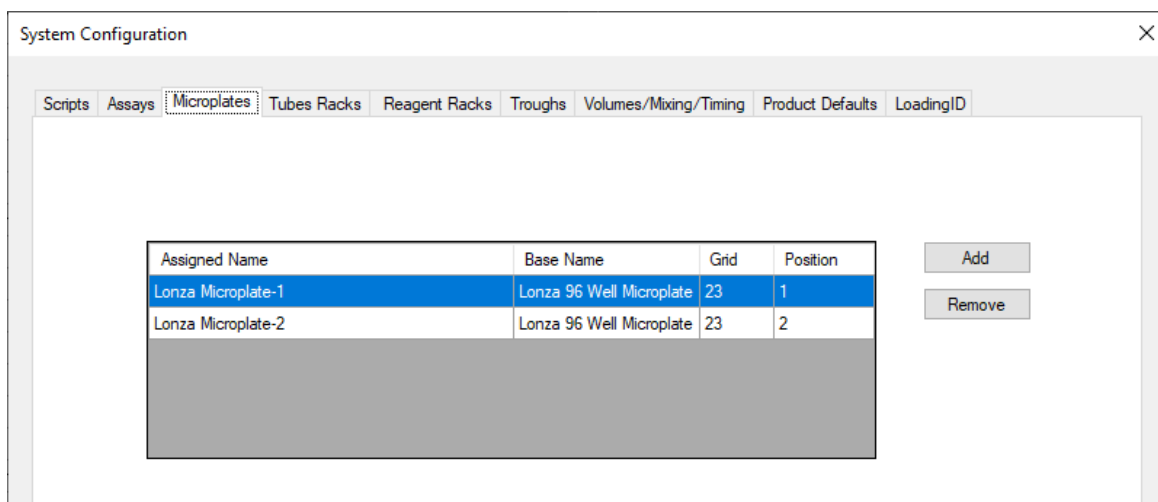 System Configuration
Scripts Assays Microplates Tubes Racks Reagent Racks Troughs Volumes/Mixing/Timing Product Defaults LoadingID
Assigned Name Base Name Grid Position Add
Lonza Microplate-1 Lonza 96 Well Microplate 23 1 Remove
Lonza Microplate-2 Lonza 96 Well Microplate 23 2